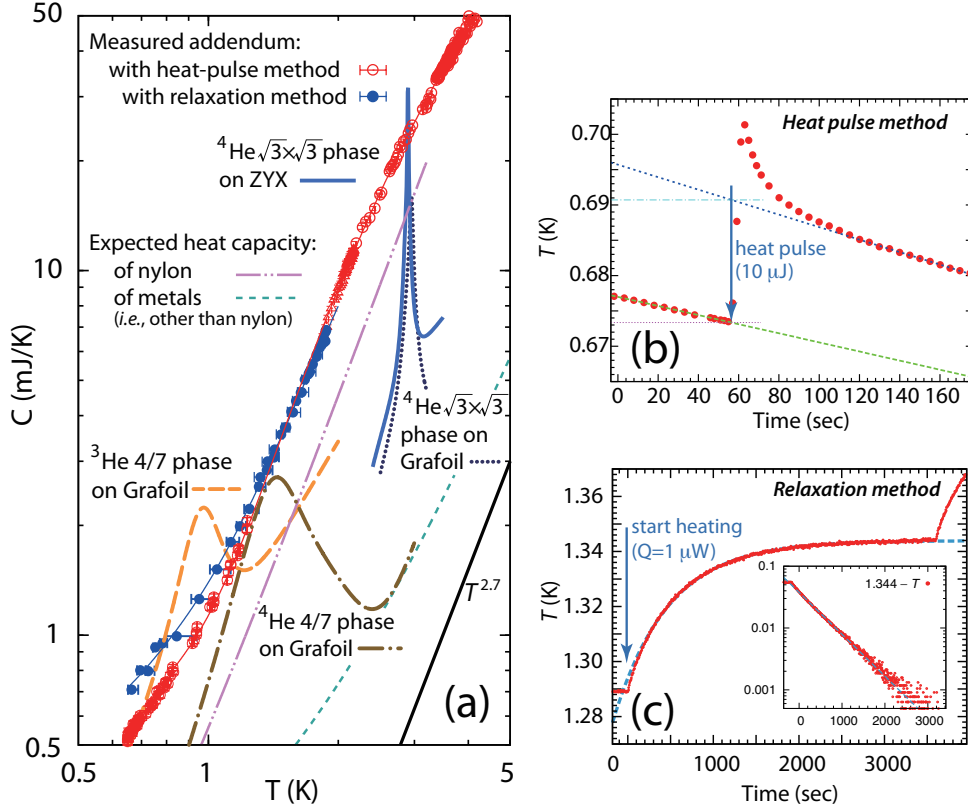 50
10
1
0.5
C (mJ/K)
0.5
1
5
T (K)
Measured addendum:
with heat-pulse method
with relaxation method
⁴He√3×√3 phase
on ZYX
Expected heat capacity:
of nylon
of metals
(i.e., other than nylon)
⁴He√3×√3
phase on
Grafoil
³He 4/7 phase
on Grafoil
⁴He 4/7 phase
on Grafoil
T²·⁷
(a)
Heat pulse method
0.70
0.69
0.68
0.67
T (K)
heat pulse
(10 µJ)
(b)
0 20 40 60 80 100 120 140 160
Time (sec)
Relaxation method
1.36
1.34
1.32
1.30
1.28
T (K)
start heating
(Q=1 µW)
0.1
0.01
0.001
1.344 – T
0 1000 2000 3000
(c)
0 1000 2000 3000
Time (sec)